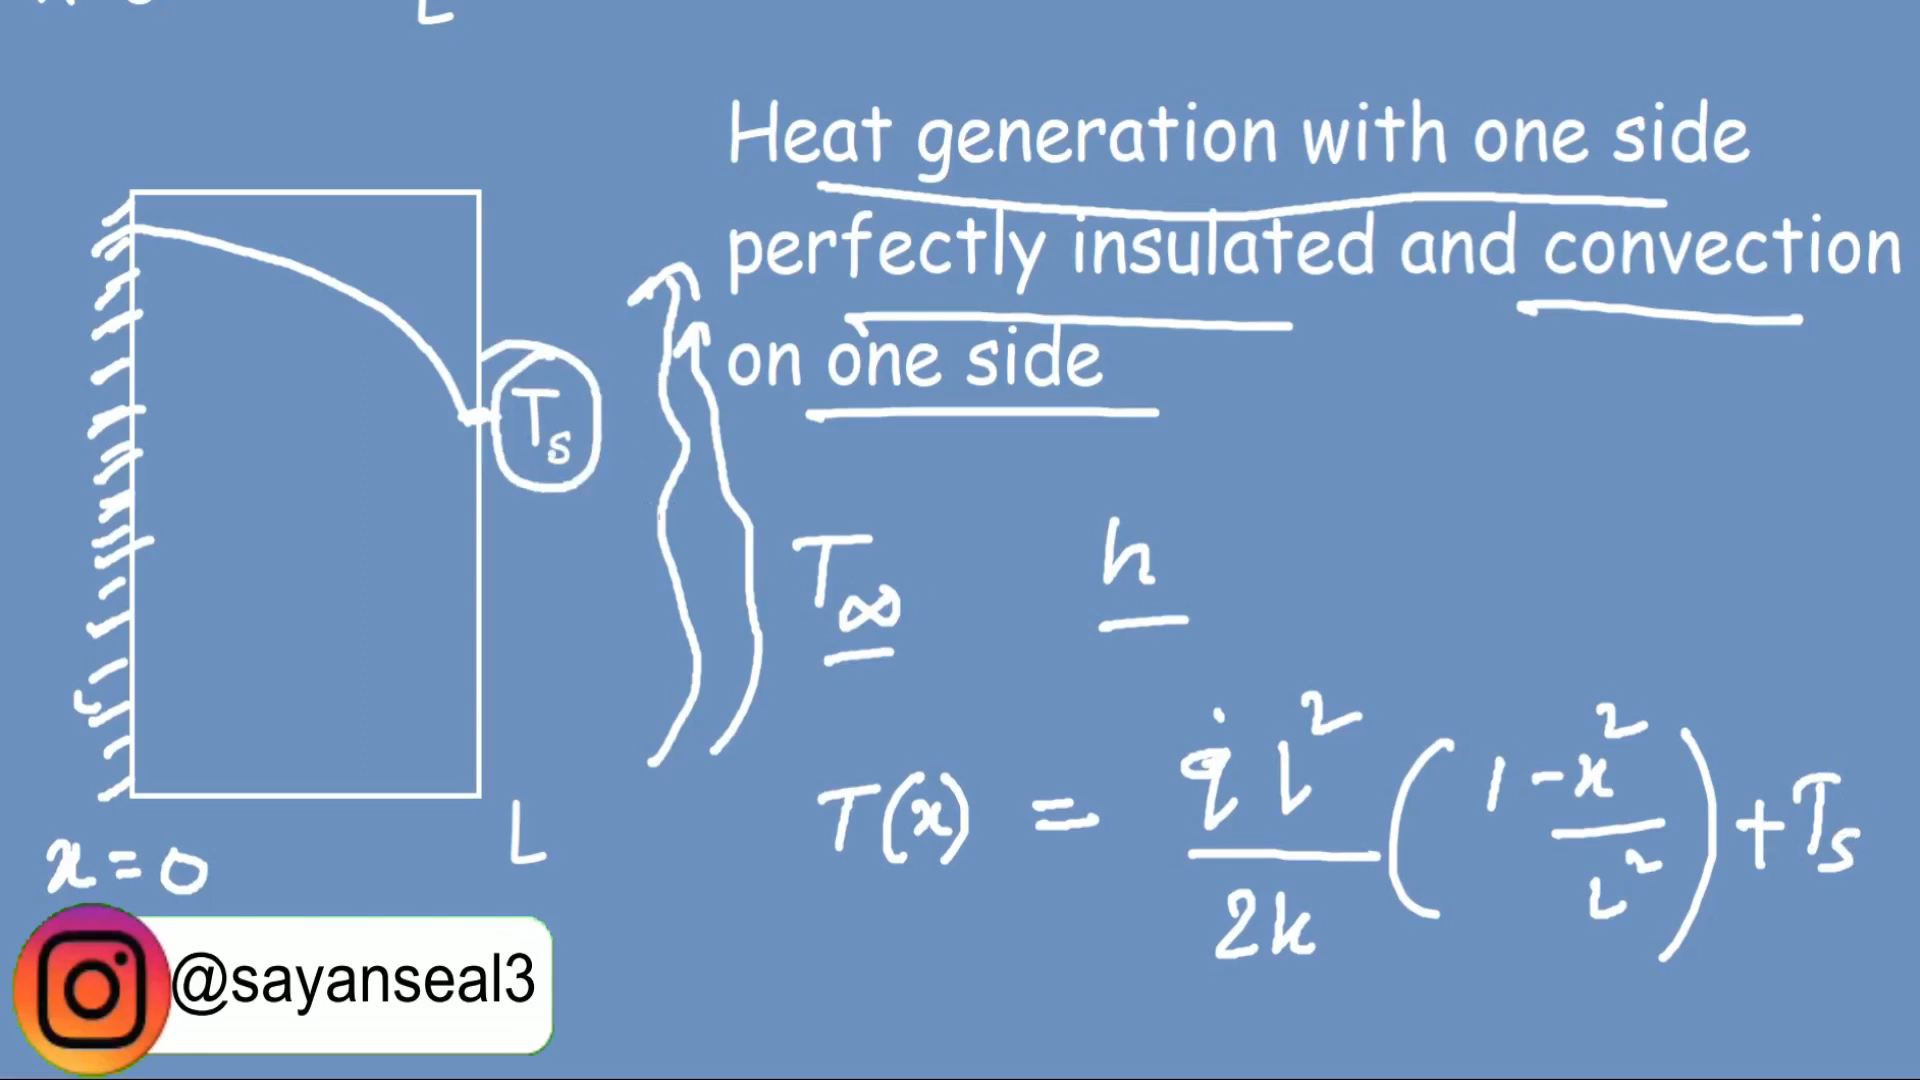 L
Heat generation with one side
perfectly insulated and convection
on one side
Ts
T∞ h
T(x) = q̇L²/2k (1-x²/L²) + Ts
x=0 L
@sayanseal3